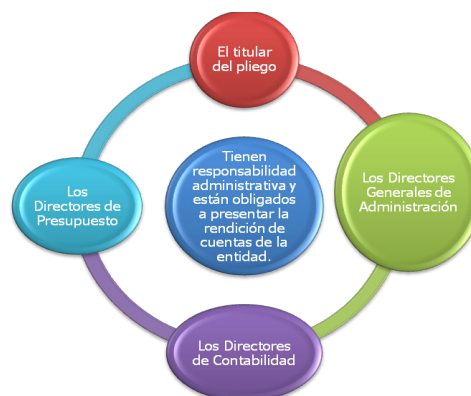 El titular
del pliego
Tienen
responsabilidad
administrativa y
están obligados
a presentar la
rendición de
cuentas de la
entidad.
Los Directores
Generales de
Administración
Los
Directores de
Presupuesto
Los Directores
de Contabilidad